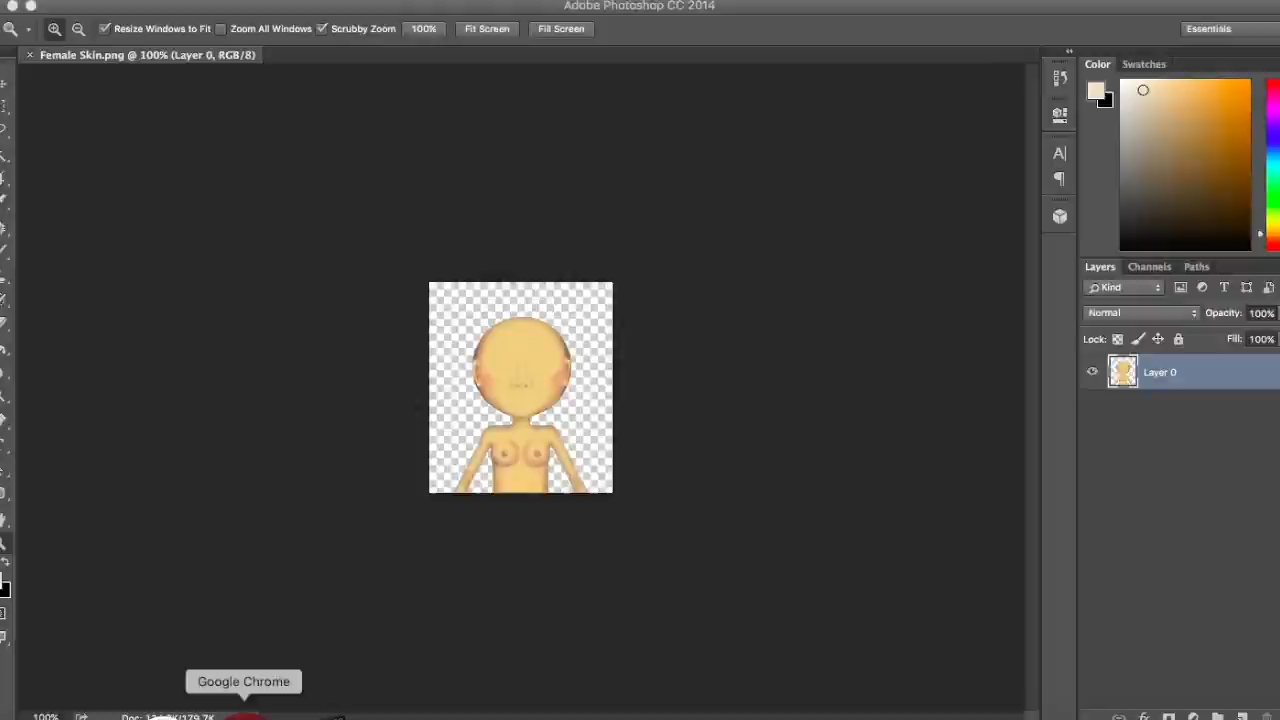 Adobe Photoshop CC 2014
Resize Windows to Fit Zoom All Windows Scrubby Zoom 100% Fit Screen Fill Screen Essentials
× Female Skin.png @ 100% (Layer 0, RGB/8)
Color Swatches
Layers Channels Paths
Kind
Normal Opacity: 100%
Lock: Fill: 100%
Layer 0
Google Chrome
100% Doc: